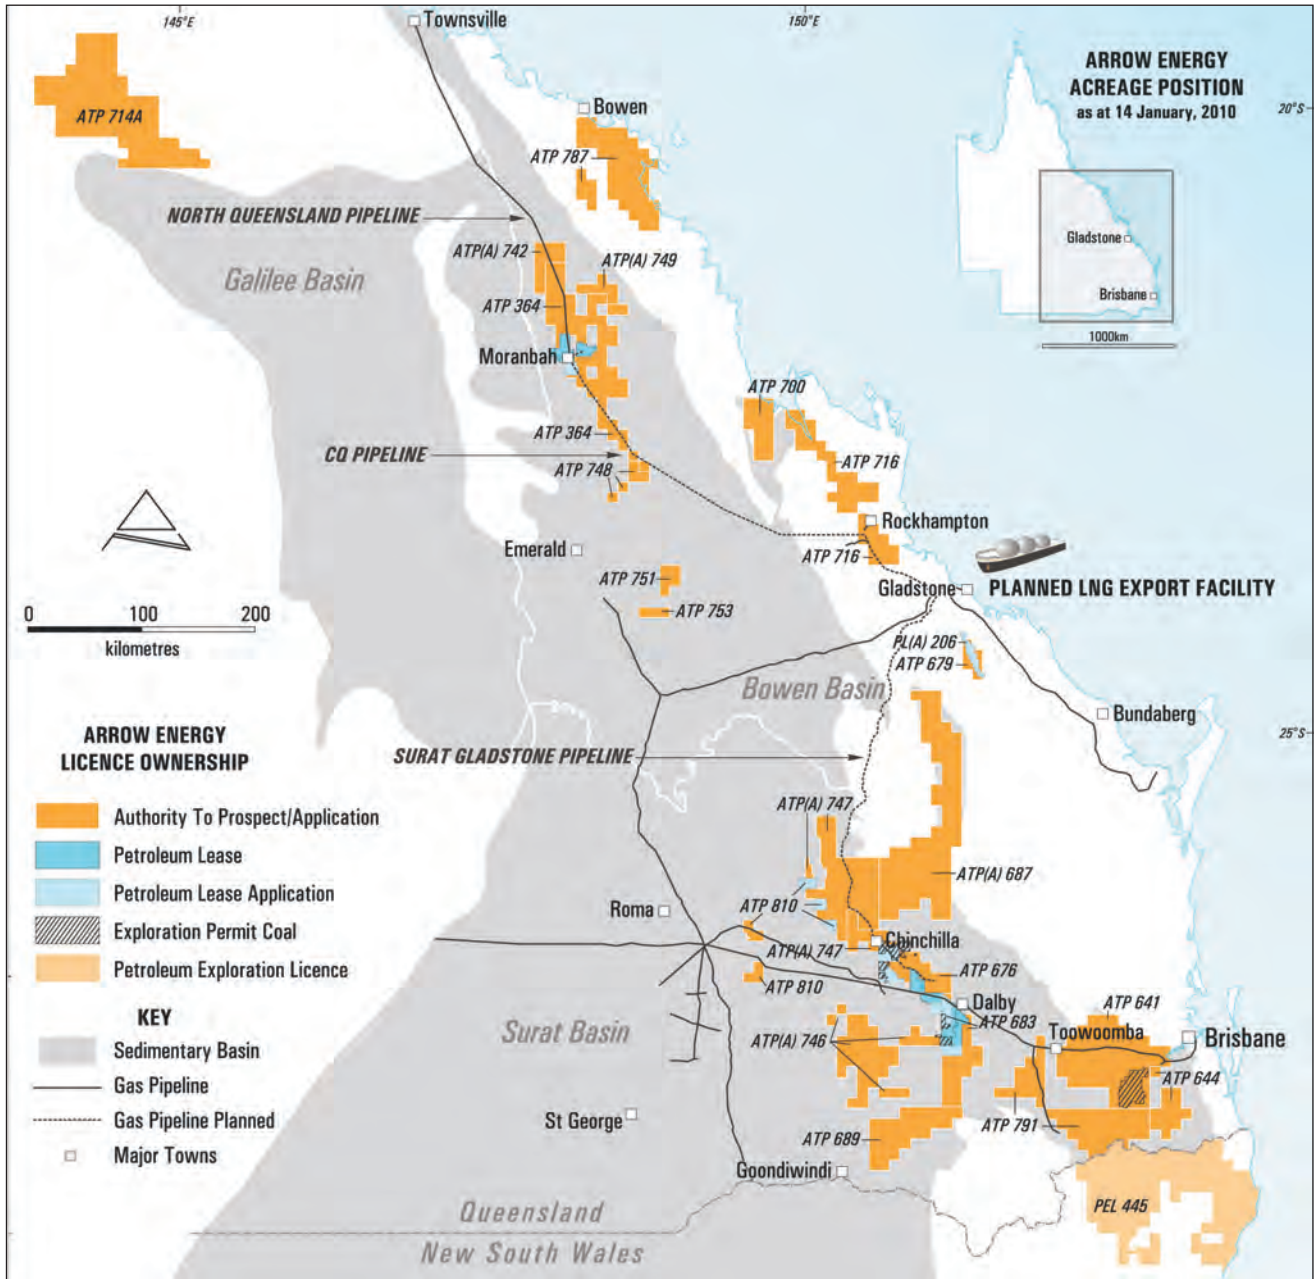 145°E
150°E
Townsville
ARROW ENERGY
ACREAGE POSITION
as at 14 January, 2010
20°S
Bowen
ATP 714A
ATP 787
NORTH QUEENSLAND PIPELINE
Gladstone
ATP(A) 742
ATP(A) 749
Galilee Basin
Brisbane
ATP 364
1000km
Moranbah
ATP 700
ATP 364
CQ PIPELINE
ATP 748
ATP 716
Rockhampton
Emerald
ATP 716
ATP 751
Gladstone
PLANNED LNG EXPORT FACILITY
0 100 200
kilometres
ATP 753
PL(A) 206
ATP 679
Bowen Basin
Bundaberg
25°S
ARROW ENERGY
LICENCE OWNERSHIP
SURAT GLADSTONE PIPELINE
Authority To Prospect/Application
Petroleum Lease
Petroleum Lease Application
Exploration Permit Coal
Petroleum Exploration Licence
ATP(A) 747
ATP(A) 687
Roma
ATP 810
ATP(A) 747
Chinchilla
ATP 676
ATP 810
KEY
Sedimentary Basin
Gas Pipeline
Gas Pipeline Planned
Major Towns
Dalby
ATP 641
ATP 683
Surat Basin
ATP(A) 746
Toowoomba
Brisbane
ATP 644
St George
ATP 689
ATP 791
Goondiwindi
PEL 445
Queensland
New South Wales